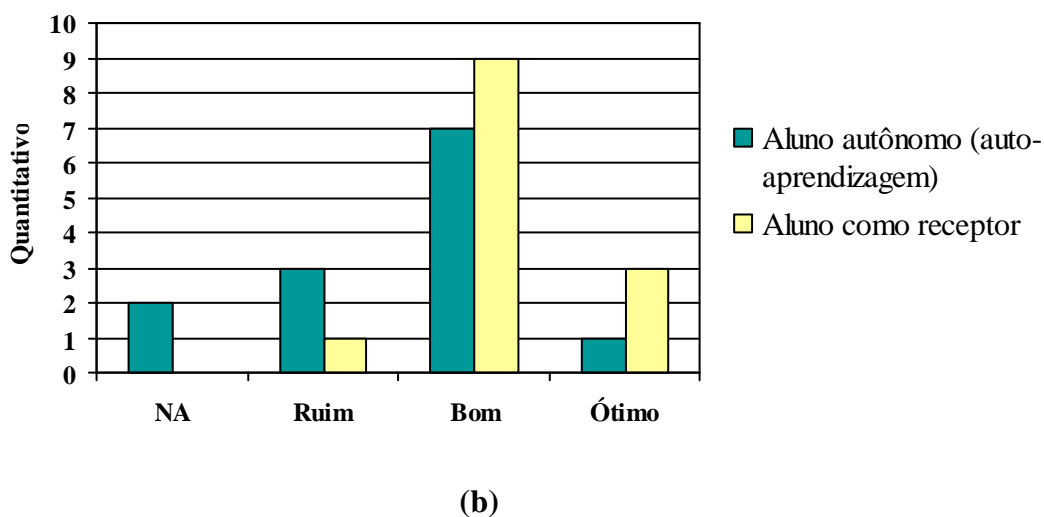 Quantitativo
10
9
8
7
6
5
4
3
2
1
0
NA Ruim Bom Ótimo
Aluno autônomo (auto-
aprendizagem)
Aluno como receptor
(b)